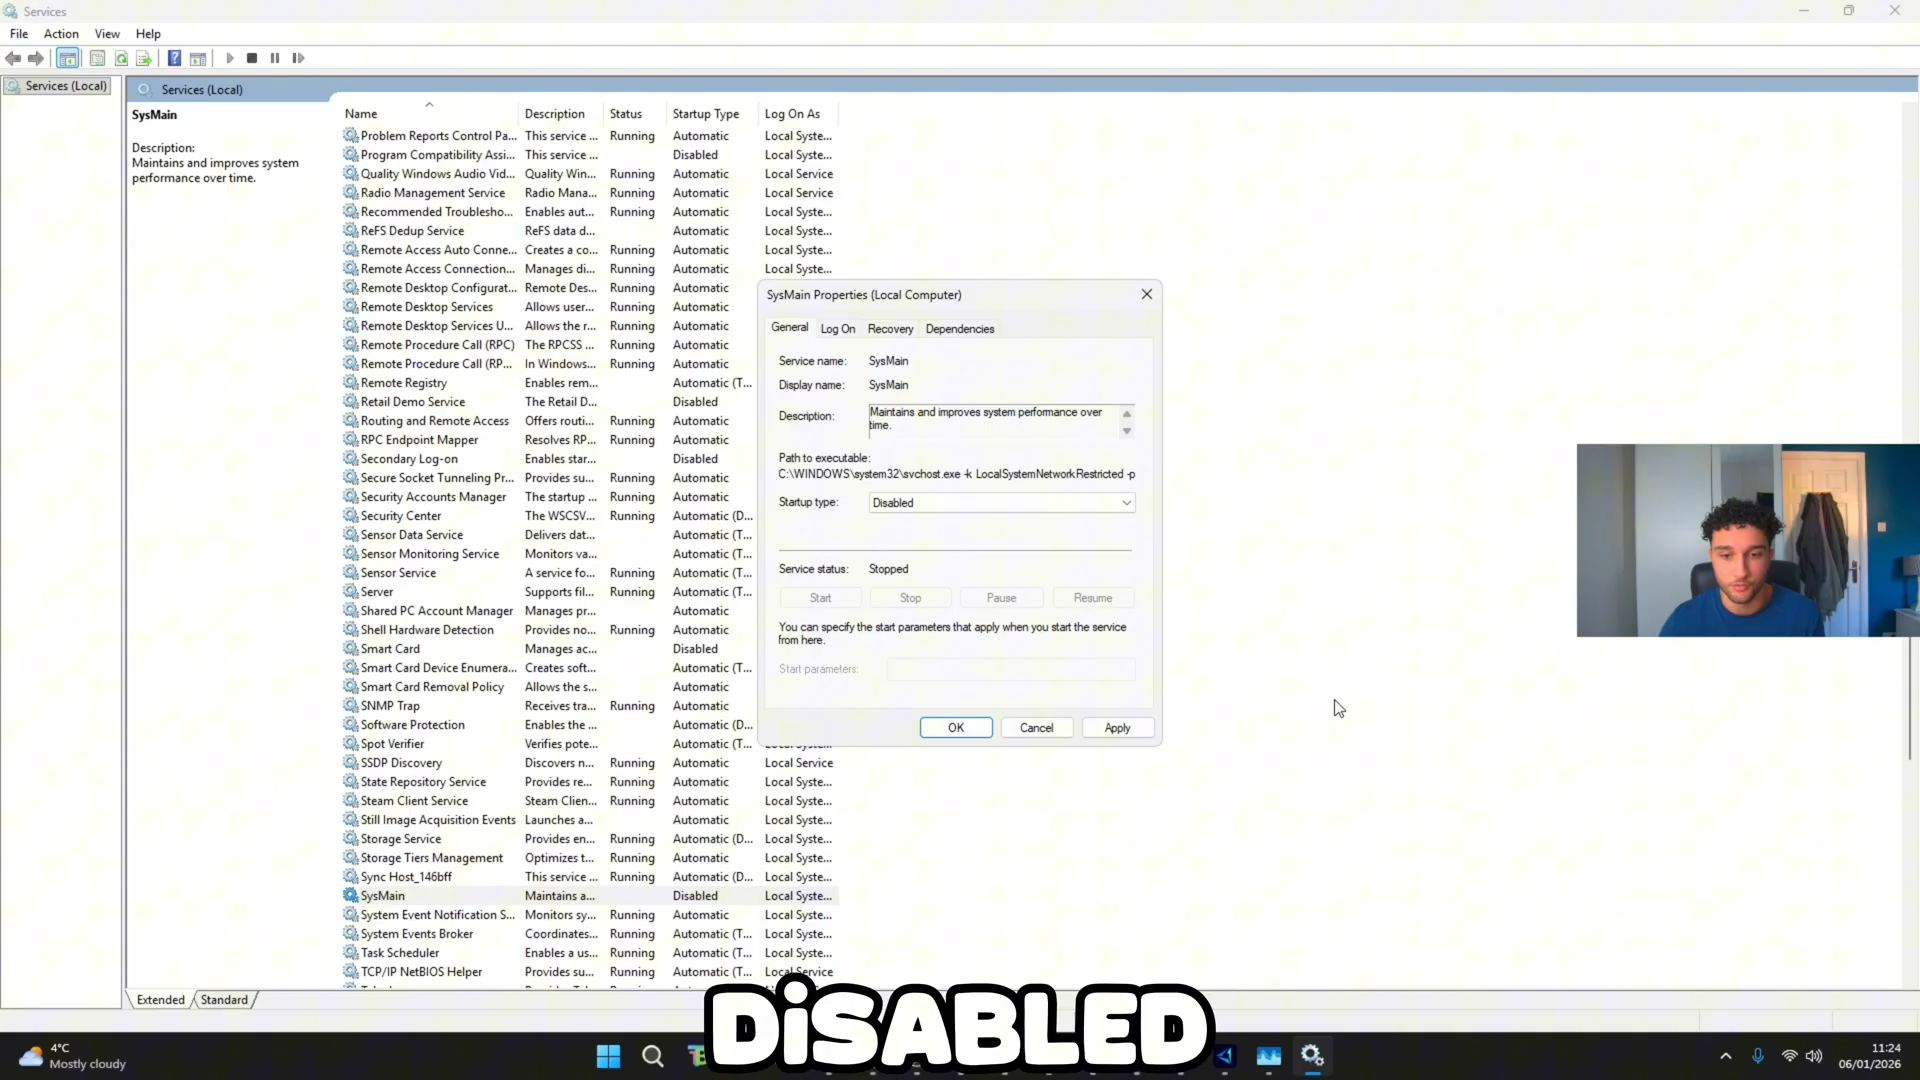 Services
File Action View Help
Services (Local)
Services (Local)
SysMain
Description:
Maintains and improves system
performance over time.
Name Description Status Startup Type Log On As
Problem Reports Control Pa... This service ... Running Automatic Local Syste...
Program Compatibility Assi... This service ... Disabled Local Syste...
Quality Windows Audio Vid... Quality Win... Running Automatic Local Service
Radio Management Service Radio Mana... Running Automatic Local Service
Recommended Troublesho... Enables aut... Running Automatic Local Syste...
ReFS Dedup Service ReFS data d... Automatic Local Syste...
Remote Access Auto Conne... Creates a co... Running Automatic Local Syste...
Remote Access Connection... Manages di... Running Automatic Local Syste...
Remote Desktop Configurat... Remote Des... Running Automatic
Remote Desktop Services Allows user... Running Automatic
Remote Desktop Services U... Allows the r... Running Automatic
Remote Procedure Call (RPC) The RPCSS ... Running Automatic
Remote Procedure Call (RP... In Windows... Running Automatic
Remote Registry Enables rem... Automatic (T...
Retail Demo Service The Retail D... Disabled
Routing and Remote Access Offers routi... Running Automatic
RPC Endpoint Mapper Resolves RP... Running Automatic
Secondary Log-on Enables star... Disabled
Secure Socket Tunneling Pr... Provides su... Running Automatic
Security Accounts Manager The startup ... Running Automatic
Security Center The WSCSV... Running Automatic (D...
Sensor Data Service Delivers dat... Automatic (T...
Sensor Monitoring Service Monitors va... Automatic (T...
Sensor Service A service fo... Running Automatic (T...
Server Supports fil... Running Automatic (T...
Shared PC Account Manager Manages pr... Automatic
Shell Hardware Detection Provides no... Running Automatic
Smart Card Manages ac... Disabled
Smart Card Device Enumera... Creates soft... Automatic (T...
Smart Card Removal Policy Allows the s... Automatic
SNMP Trap Receives tra... Running Automatic
Software Protection Enables the ... Automatic (D...
Spot Verifier Verifies pote... Automatic (T... Local Syste...
SSDP Discovery Discovers n... Running Automatic Local Service
State Repository Service Provides re... Running Automatic Local Syste...
Steam Client Service Steam Clien... Running Automatic Local Syste...
Still Image Acquisition Events Launches a... Automatic Local Syste...
Storage Service Provides en... Running Automatic (D... Local Syste...
Storage Tiers Management Optimizes t... Running Automatic Local Syste...
Sync Host_146bff This service ... Running Automatic (D... Local Syste...
SysMain Maintains a... Disabled Local Syste...
System Event Notification S... Monitors sy... Running Automatic Local Syste...
System Events Broker Coordinates... Running Automatic (T... Local Syste...
Task Scheduler Enables a us... Running Automatic (T... Local Syste...
TCP/IP NetBIOS Helper Provides su... Running Automatic (T... Local Service
SysMain Properties (Local Computer)
General Log On Recovery Dependencies
Service name: SysMain
Display name: SysMain
Description: Maintains and improves system performance over
time.
Path to executable:
C:\WINDOWS\system32\svchost.exe -k LocalSystemNetworkRestricted -p
Startup type: Disabled
Service status: Stopped
Start Stop Pause Resume
You can specify the start parameters that apply when you start the service
from here.
Start parameters:
OK Cancel Apply
Extended Standard
DiSABLED
4°C
Mostly cloudy
11:24
06/01/2026